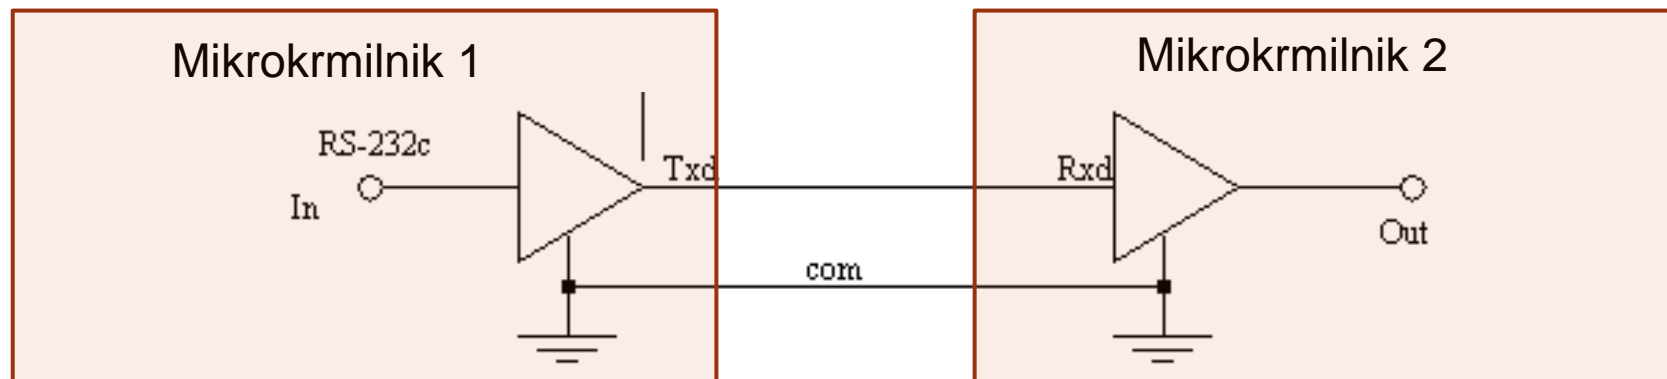 Mikrokrmilnik 1
Mikrokrmilnik 2
RS-232c
In
Txd
Rxd
Out
com